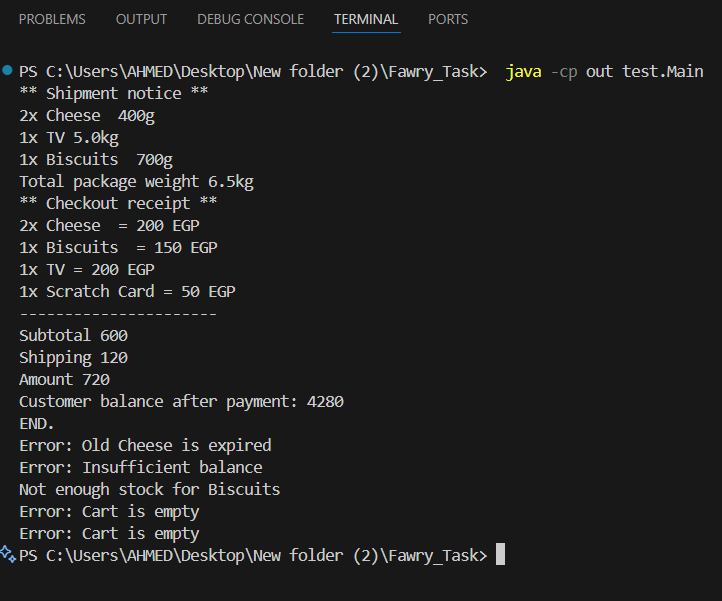 PROBLEMS OUTPUT DEBUG CONSOLE TERMINAL PORTS
PS C:\Users\AHMED\Desktop\New folder (2)\Fawry_Task>  java -cp out test.Main
** Shipment notice **
2x Cheese  400g
1x TV 5.0kg
1x Biscuits  700g
Total package weight 6.5kg
** Checkout receipt **
2x Cheese  = 200 EGP
1x Biscuits  = 150 EGP
1x TV = 200 EGP
1x Scratch Card = 50 EGP
----------------------
Subtotal 600
Shipping 120
Amount 720
Customer balance after payment: 4280
END.
Error: Old Cheese is expired
Error: Insufficient balance
Not enough stock for Biscuits
Error: Cart is empty
Error: Cart is empty
PS C:\Users\AHMED\Desktop\New folder (2)\Fawry_Task>